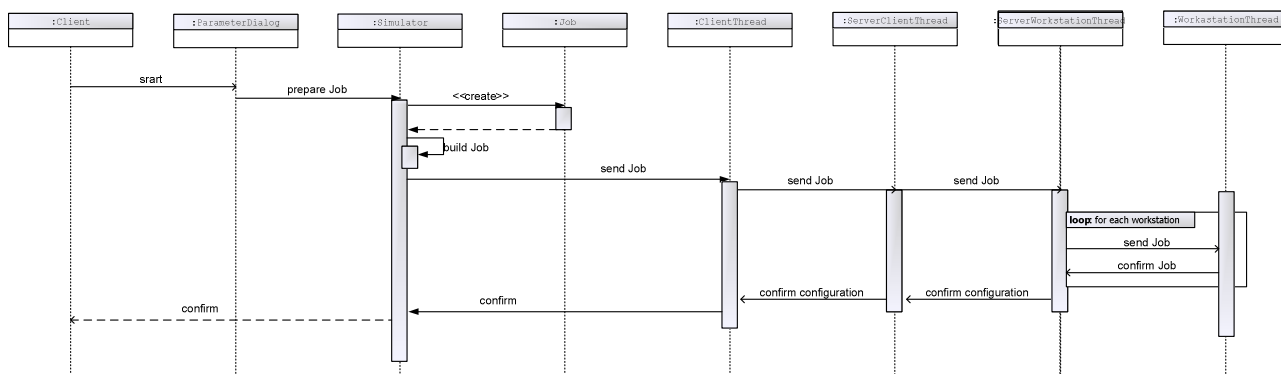 :Client
:ParameterDialog
:Simulator
:Job
:ClientThread
:ServerClientThread
:ServerWorkstationThread
:WorkastationThread
srart
prepare Job
<<create>>
build Job
send Job
send Job
send Job
loop: for each workstation
send Job
confirm Job
confirm configuration
confirm configuration
confirm
confirm